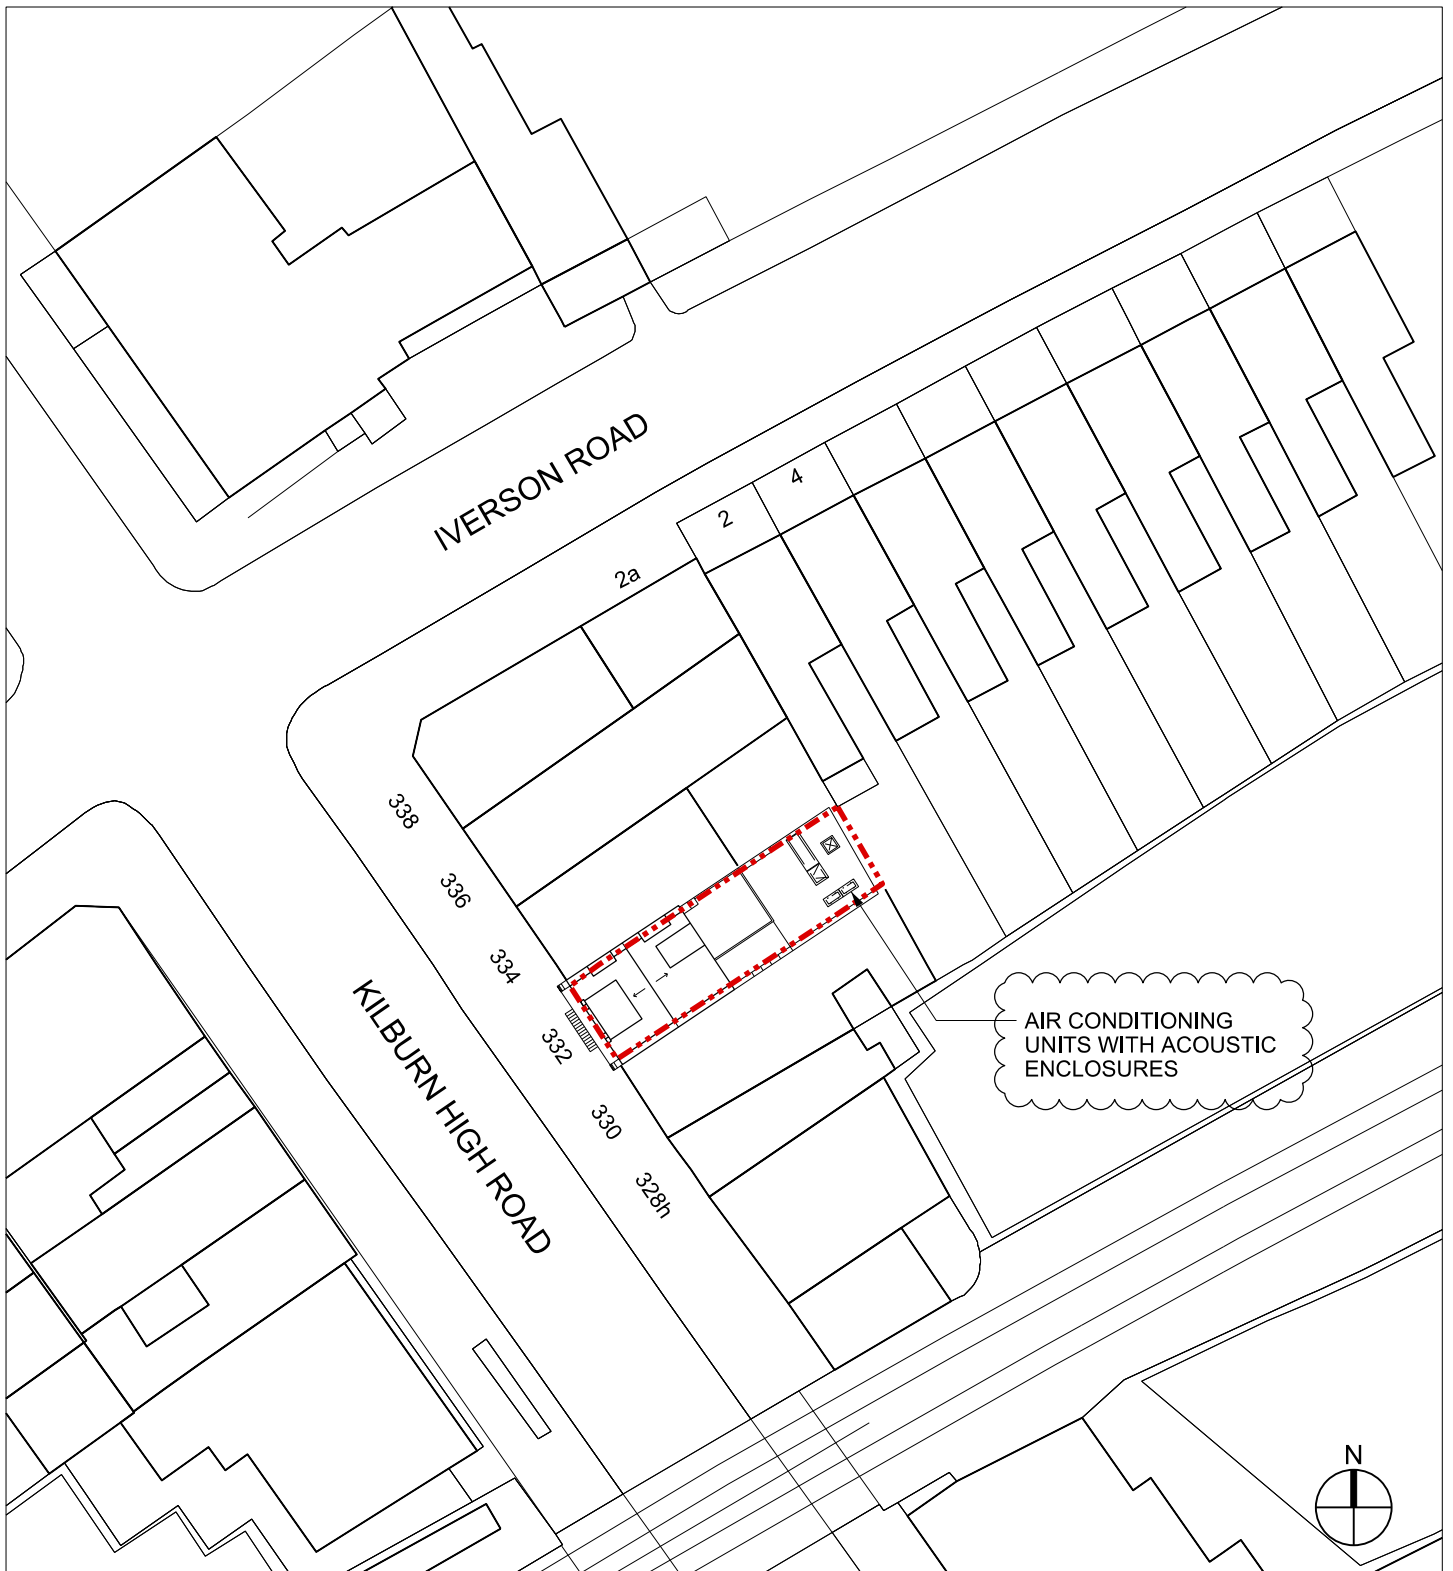 IVERSON ROAD
4
2
2a
338
336
334
332
330
328h
KILBURN HIGH ROAD
AIR CONDITIONING
UNITS WITH ACOUSTIC
ENCLOSURES
N